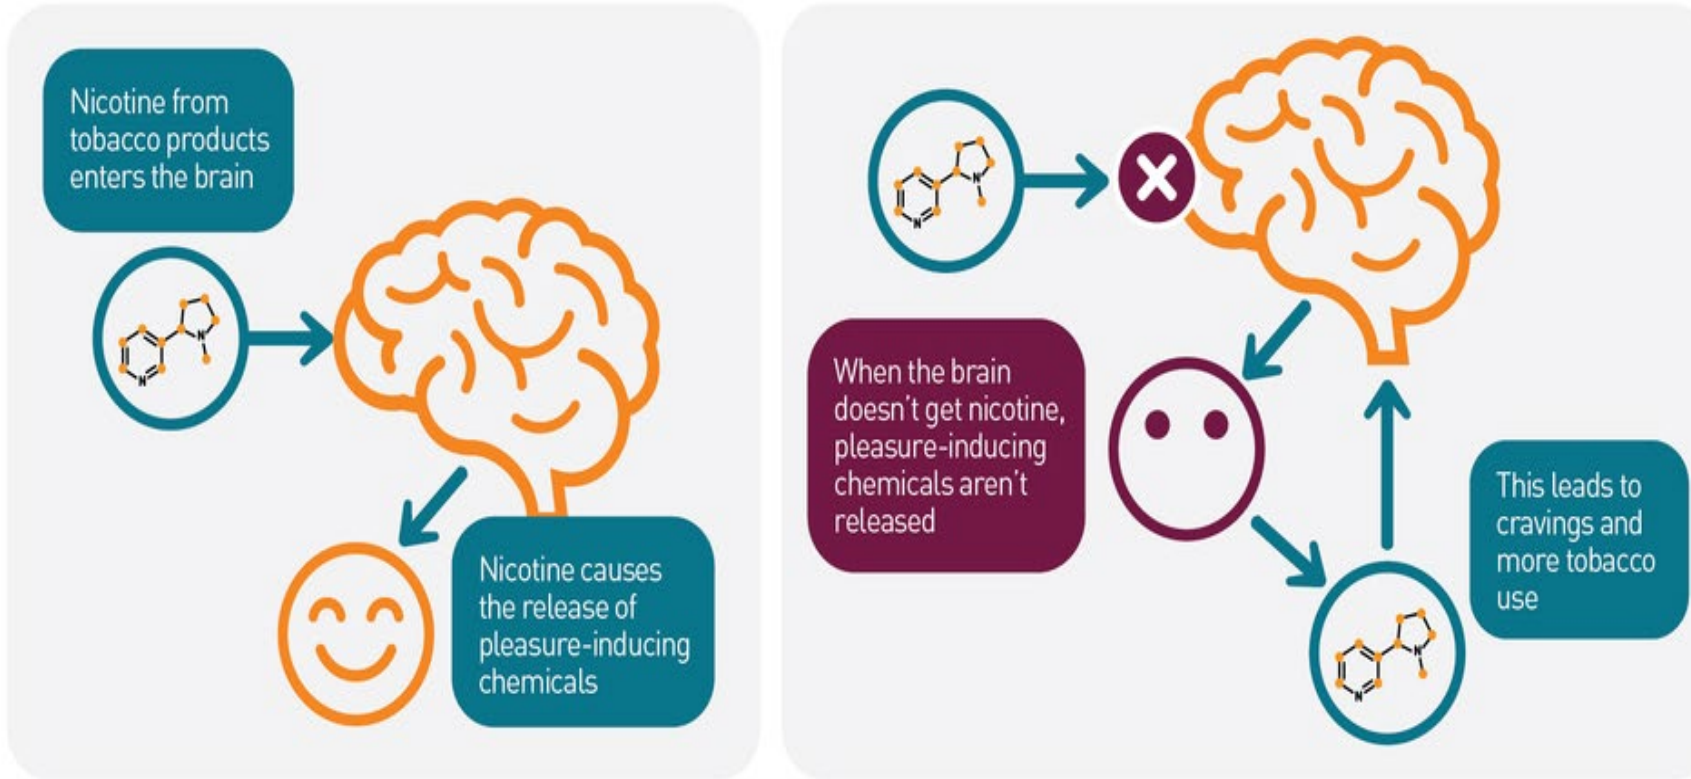 Nicotine from
tobacco products
enters the brain
N
N
Nicotine causes
the release of
pleasure-inducing
chemicals
N
N
When the brain
doesn't get nicotine,
pleasure-inducing
chemicals aren't
released
This leads to
cravings and
more tobacco
use
N
N